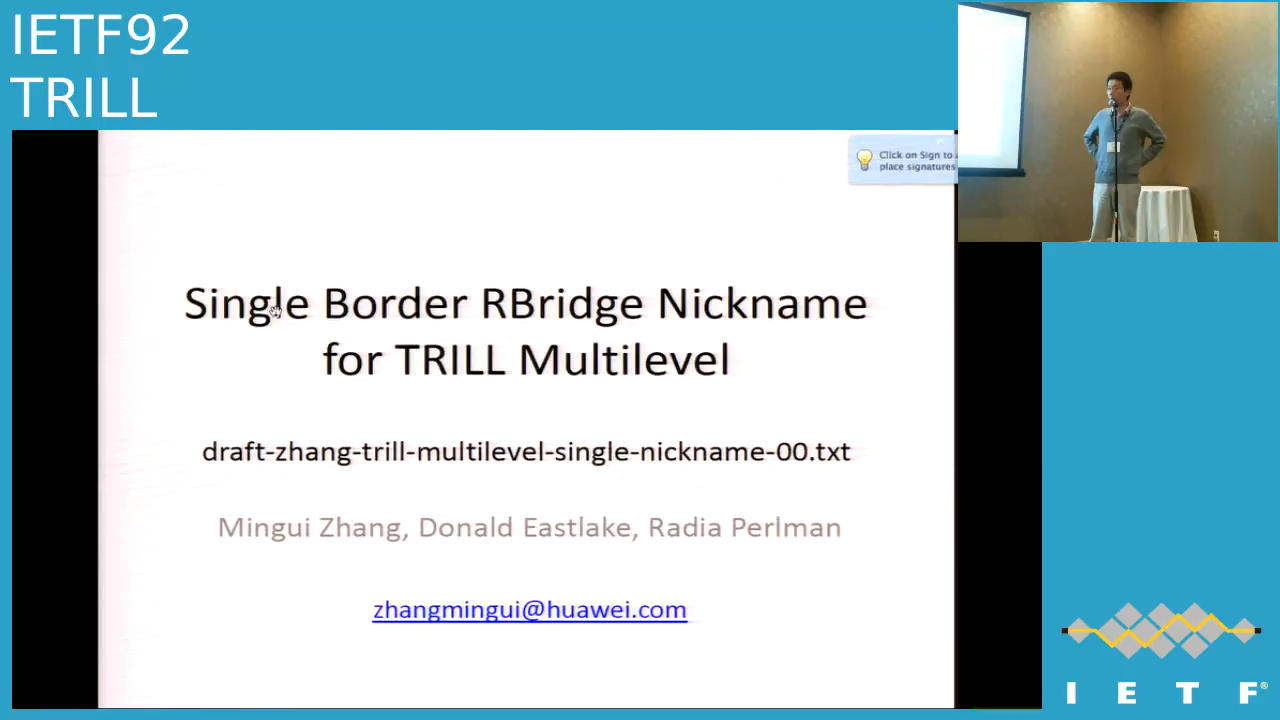 IETF92
TRILL
Click on Sign to
place signatures
Single Border RBridge Nickname
for TRILL Multilevel
draft-zhang-trill-multilevel-single-nickname-00.txt
Mingui Zhang, Donald Eastlake, Radia Perlman
zhangmingui@huawei.com
I E T F®